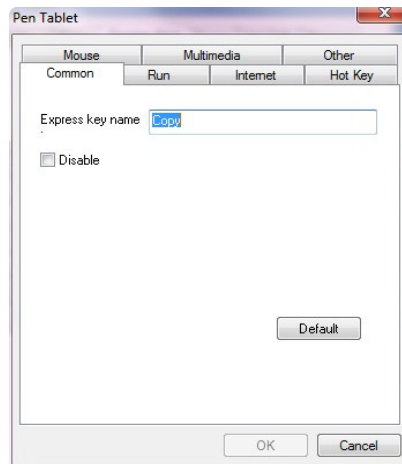 Pen Tablet
Mouse Multimedia Other
Common Run Internet Hot Key
Express key name Copy
:
Disable
Default
OK Cancel